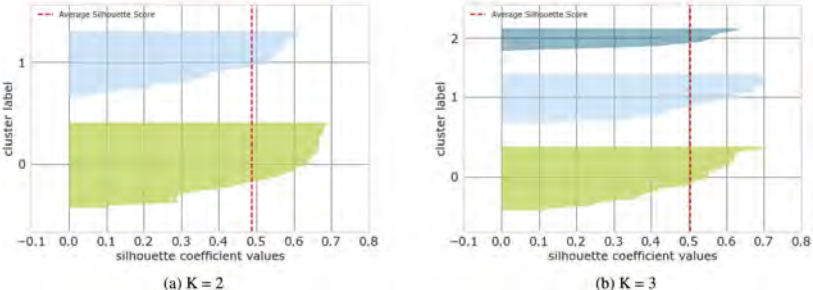 Average Silhouette Score
1
0
cluster label
−0.1 0.0 0.1 0.2 0.3 0.4 0.5 0.6 0.7 0.8
silhouette coefficient values
(a) K = 2
Average Silhouette Score
2
1
0
cluster label
−0.1 0.0 0.1 0.2 0.3 0.4 0.5 0.6 0.7 0.8
silhouette coefficient values
(b) K = 3